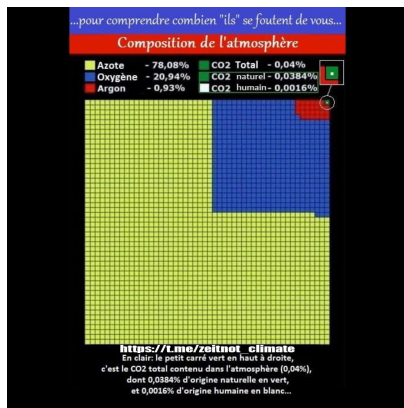 ...pour comprendre combien "ils" se foutent de vous...
Composition de l'atmosphère
Azote - 78,08% CO2 Total - 0,04%
Oxygène - 20,94% CO2 naturel - 0,0384%
Argon - 0,93% CO2 humain - 0,0016%
https://t.me/zeitnot_climate
En clair: le petit carré vert en haut à droite,
c'est le CO2 total contenu dans l'atmosphère (0,04%),
dont 0,0384% d'origine naturelle en vert,
et 0,0016% d'origine humaine en blanc...